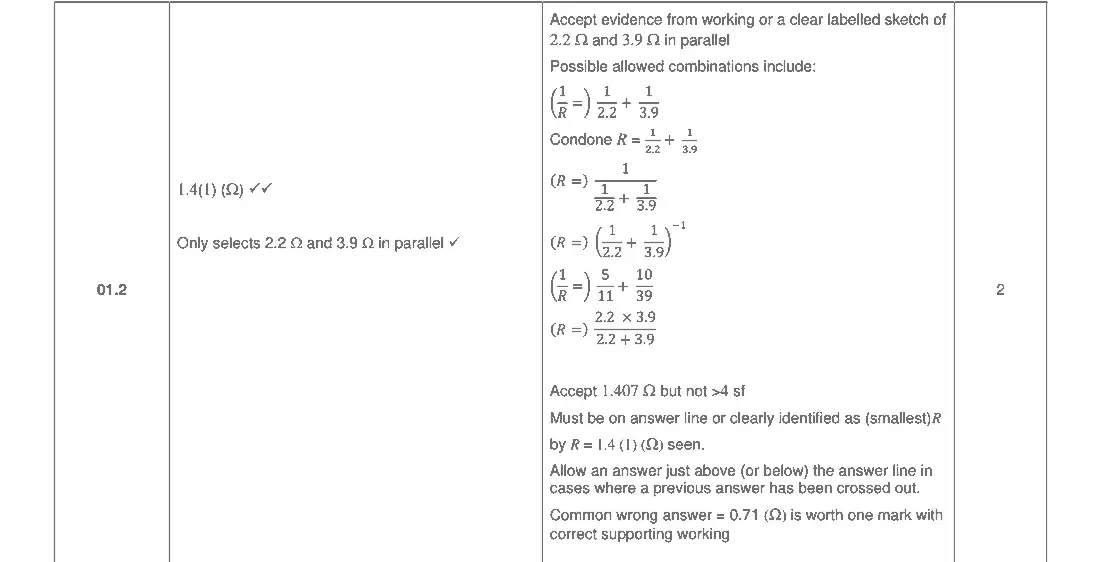 01.2
1.4(1) (Ω) ✓✓
Only selects 2.2 Ω and 3.9 Ω in parallel ✓
Accept evidence from working or a clear labelled sketch of
2.2 Ω and 3.9 Ω in parallel
Possible allowed combinations include:
(1/R =) 1/2.2 + 1/3.9
Condone R = 1/2.2 + 1/3.9
(R =) 1/(1/2.2 + 1/3.9)
(R =) (1/2.2 + 1/3.9)⁻¹
(1/R =) 5/11 + 10/39
(R =) (2.2 × 3.9)/(2.2 + 3.9)
Accept 1.407 Ω but not >4 sf
Must be on answer line or clearly identified as (smallest)R
by R = 1.4 (1) (Ω) seen.
Allow an answer just above (or below) the answer line in
cases where a previous answer has been crossed out.
Common wrong answer = 0.71 (Ω) is worth one mark with
correct supporting working
2